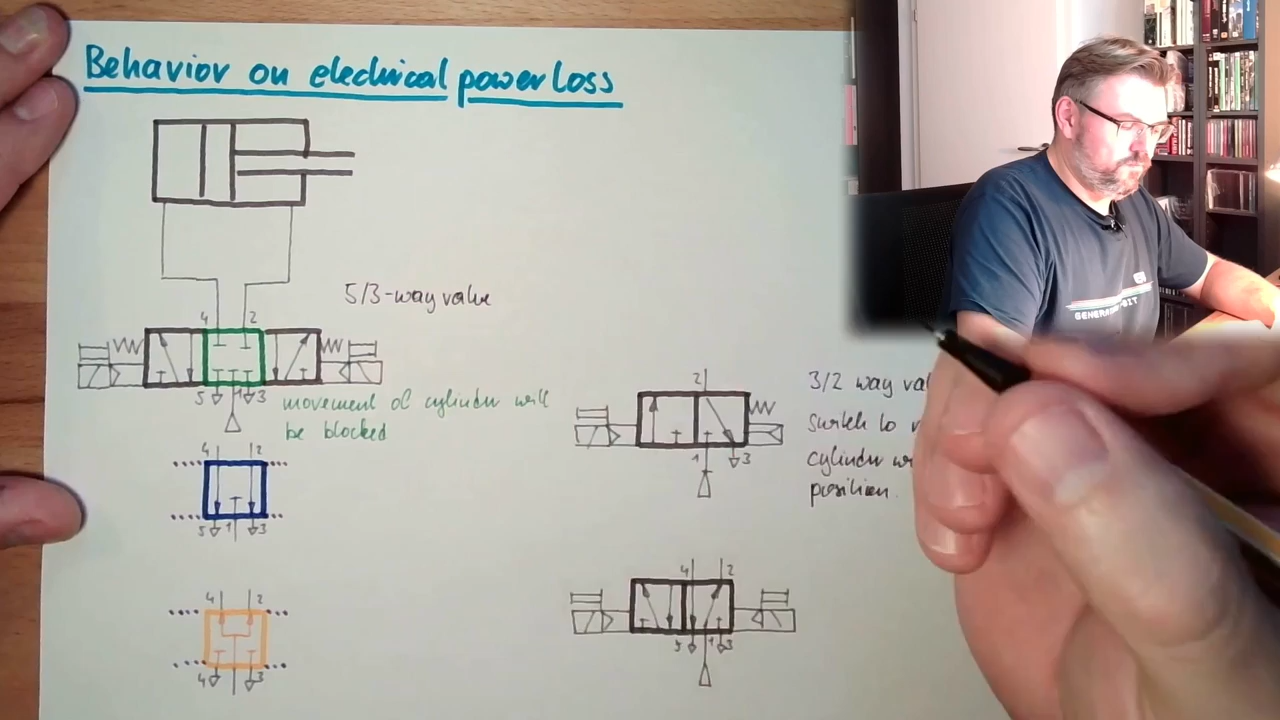 Behavior on electrical power loss
5/3-way valve
4 2
5 1 3
movement of cylinder will
be blocked
4 2
5 1 3
4 2
4 3
2
1 3
3/2 way
switch to
cylinder
position.
4 2
5 1 3